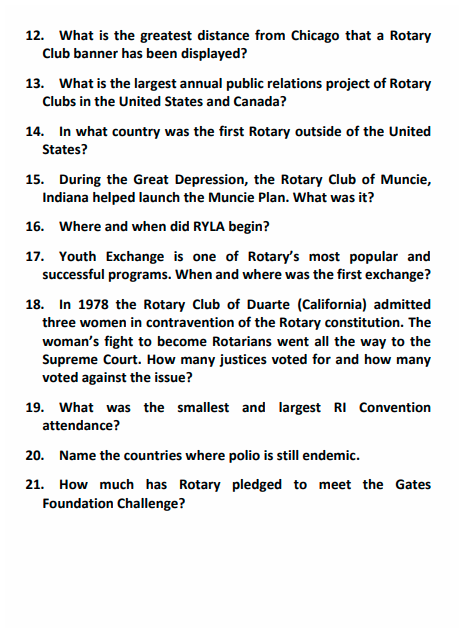 12. What is the greatest distance from Chicago that a Rotary
Club banner has been displayed?
13. What is the largest annual public relations project of Rotary
Clubs in the United States and Canada?
14. In what country was the first Rotary outside of the United
States?
15. During the Great Depression, the Rotary Club of Muncie,
Indiana helped launch the Muncie Plan. What was it?
16. Where and when did RYLA begin?
17. Youth Exchange is one of Rotary's most popular and
successful programs. When and where was the first exchange?
18. In 1978 the Rotary Club of Duarte (California) admitted
three women in contravention of the Rotary constitution. The
woman's fight to become Rotarians went all the way to the
Supreme Court. How many justices voted for and how many
voted against the issue?
19. What was the smallest and largest RI Convention
attendance?
20. Name the countries where polio is still endemic.
21. How much has Rotary pledged to meet the Gates
Foundation Challenge?